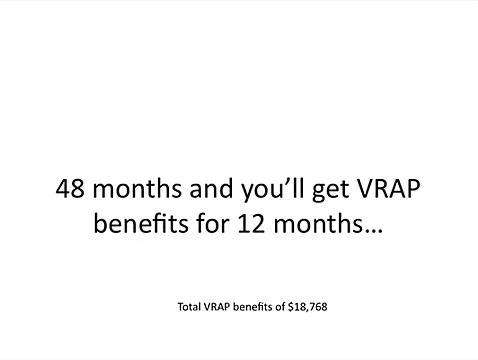 48 months and you’ll get VRAP
benefits for 12 months…
Total VRAP benefits of $18,768